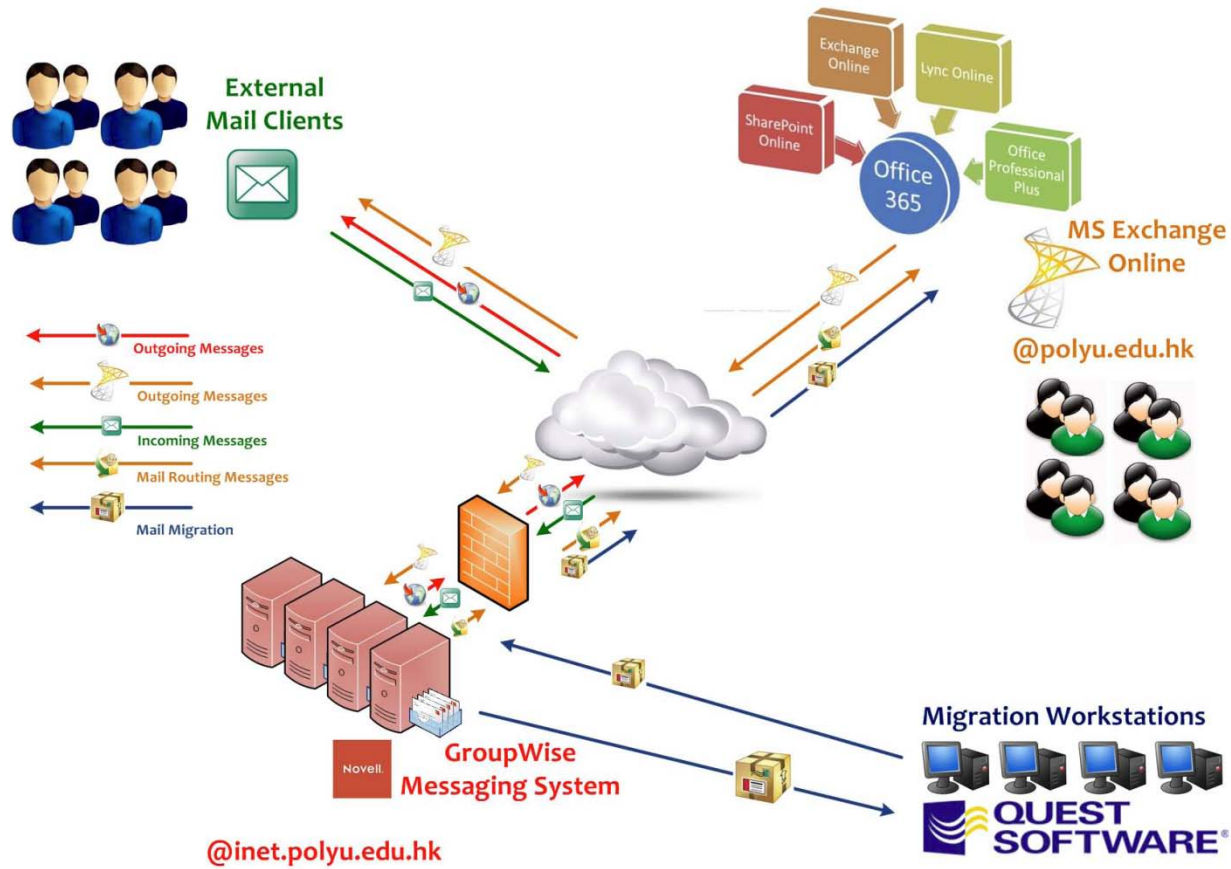 External
Mail Clients
Exchange
Online
Lync Online
SharePoint
Online
Office
Professional
Plus
Office
365
MS Exchange
Online
@polyu.edu.hk
Outgoing Messages
Outgoing Messages
Incoming Messages
Mail Routing Messages
Mail Migration
Novell.
GroupWise
Messaging System
@inet.polyu.edu.hk
Migration Workstations
QUEST
SOFTWARE®